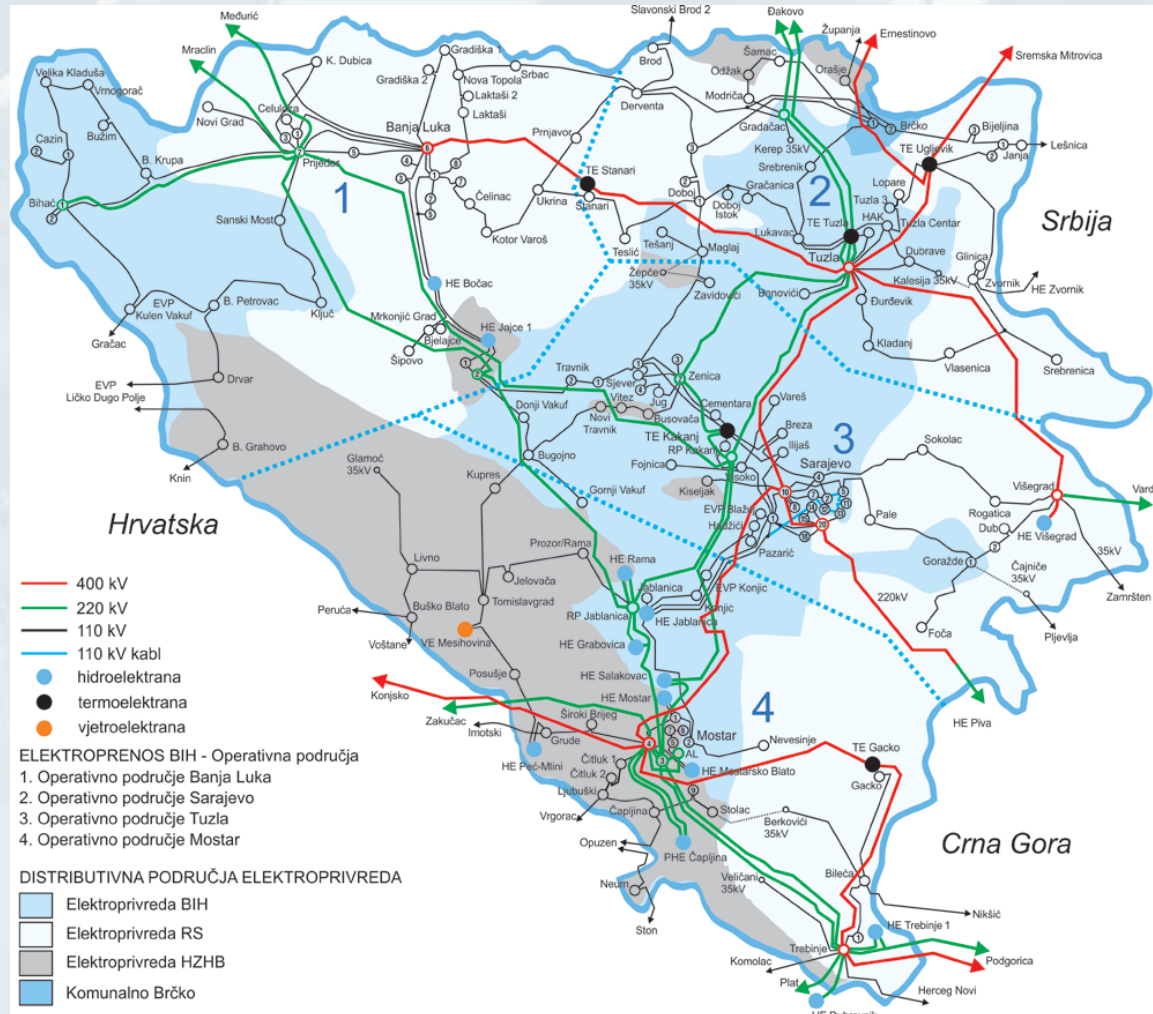 Međurić
Mraclin
Slavonski Brod 2
Đakovo
Županja
Ernestinovo
Sremska Mitrovica
Velika Kladuša
Vrnograč
K. Dubica
Gradiška 1
Gradiška 2
Nova Topola
Srbac
Brod
Šamac
Odžak
Orašje
Laktaši 2
Laktaši
Derventa
Modriča
Cazin
Bužim
Novi Grad
Celuloza
Banja Luka
Prnjavor
Gradačac
Kerep 35kV
Brčko
Bijeljina
Janja
Lešnica
TE Ugljevik
B. Krupa
Prijedor
Srebrenik
TE Stanari
Stanari
Bihać
1
Čelinac
Ukrina
Doboj
Doboj
Istok
Gračanica
2
Lopare
Tuzla 3
HAK
Tuzla Centar
TE Tuzla
Lukavac
Tuzla
Dubrave
Srbija
Sanski Most
Kotor Varoš
Teslić
Tešanj
Maglaj
Žepče
35kV
Zavidovići
Banovići
Kalesija 35kV
Glinica
Zvornik
HE Zvornik
Đurđevik
HE Bočac
EVP
Kulen Vakuf
B. Petrovac
Ključ
Gračac
Mrkonjić Grad
Bjelajce
Šipovo
HE Jajce 1
Kladanj
Vlasenica
Srebrenica
Drvar
EVP
Ličko Dugo Polje
Travnik
Sjever
Zenica
Jug
Vitez
Novi
Travnik
Busovača
Cementara
Vareš
TE Kakanj
RP Kakanj
Breza
Ilijaš
3
Donji Vakuf
Bugojno
B. Grahovo
Knin
Glamoč
35kV
Kupres
Gornji Vakuf
Fojnica
Visoko
Kiseljak
Sarajevo
Sokolac
Višegrad
Vard
Rogatica
Dub
HE Višegrad
EVP Blažuj
Hadžići
Pazarić
Pale
Goražde
Čajniče
35kV
35kV
Zamršten
Hrvatska
Prozor/Rama
HE Rama
Livno
Jelovača
Jablanica
EVP Konjic
Konjic
RP Jablanica
HE Jablanica
220kV
Foča
Pljevlja
Peruća
Buško Blato
Tomislavgrad
Voštane
VE Mesihovina
HE Grabovica
Posušje
HE Salakovac
HE Mostar
4
HE Piva
Konjsko
Zakučac
Imotski
Široki Brijeg
Grude
Mostar
Nevesinje
AL
HE Mostarsko Blato
TE Gacko
Gacko
HE Peć-Mlini
Čitluk 1
Čitluk 2
Ljubuški
Vrgorac
Čapljina
Stolac
Berkovići
35kV
Crna Gora
Opuzen
PHE Čapljina
Neum
Ston
Veličani
35kV
Bileća
Nikšić
HE Trebinje 1
Trebinje
Komolac
Podgorica
Plat
Herceg Novi
400 kV
220 kV
110 kV
110 kV kabl
hidroelektrana
termoelektrana
vjetroelektrana
ELEKTROPRENOS BIH - Operativna područja
1. Operativno područje Banja Luka
2. Operativno područje Sarajevo
3. Operativno područje Tuzla
4. Operativno područje Mostar
DISTRIBUTIVNA PODRUČJA ELEKTROPRIVREDA
Elektroprivreda BIH
Elektroprivreda RS
Elektroprivreda HZHB
Komunalno Brčko